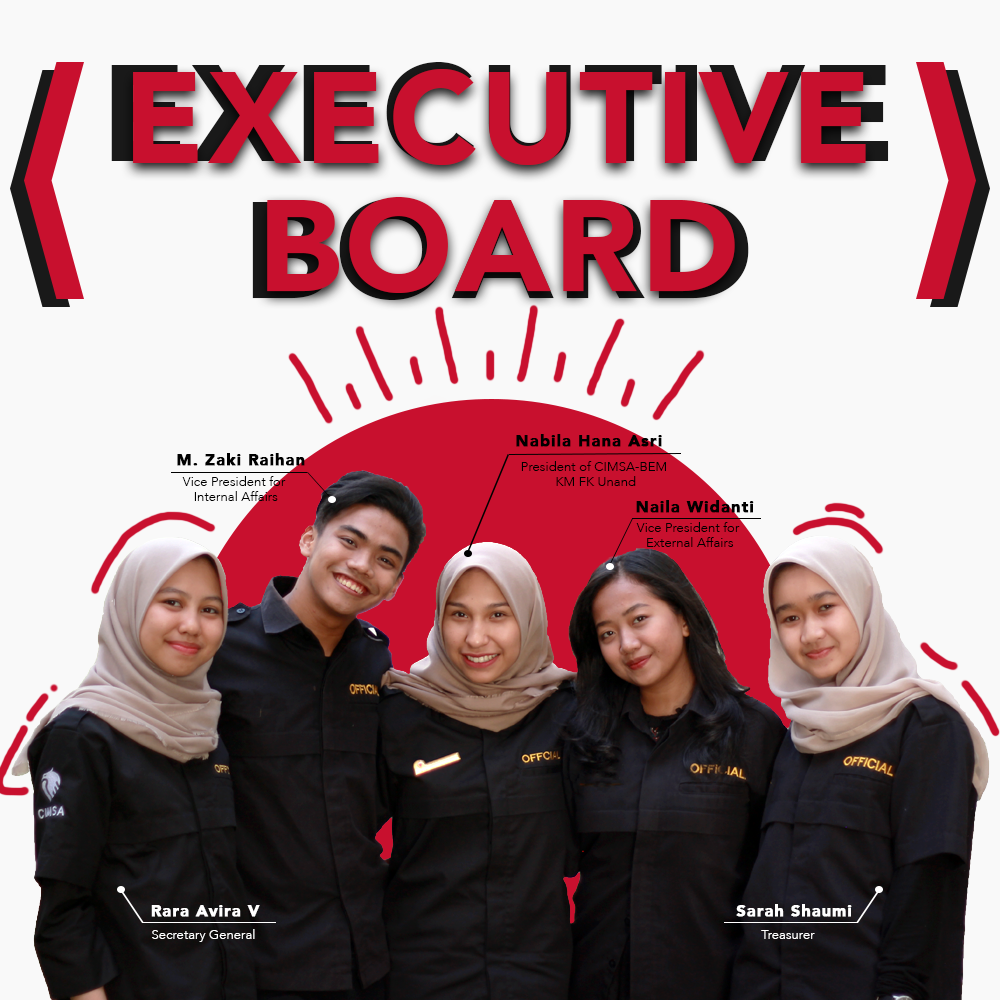 EXECUTIVE
BOARD
Nabila Hana Asri
President of CIMSA-BEM
KM FK Unand
M. Zaki Raihan
Vice President for
Internal Affairs
Naila Widanti
Vice President for
External Affairs
OFFICIAL
OFFCIAL
OFFICIAL
OFFICIAL
CIMSA
Rara Avira V
Secretary General
Sarah Shaumi
Treasurer